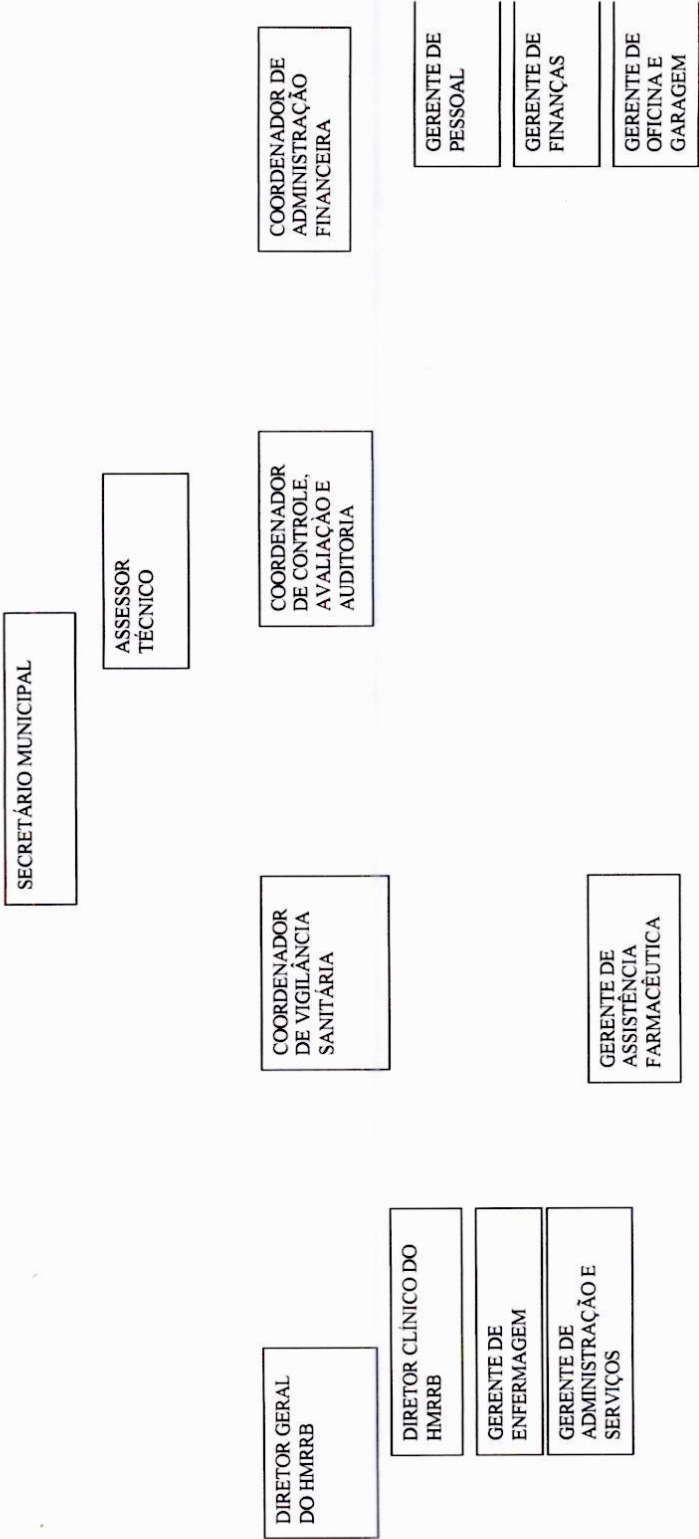 SECRETÁRIO MUNICIPAL
ASSESSOR
TÉCNICO
DIRETOR GERAL
DO HMRRB
COORDENADOR
DE VIGILÂNCIA
SANITÁRIA
COORDENADOR
DE CONTROLE,
AVALIAÇÀO E
AUDITORIA
COORDENADOR DE
ADMINISTRAÇÃO
FINANCEIRA
DIRETOR CLÍNICO DO
HMRRB
GERENTE DE
ENFERMAGEM
GERENTE DE
ADMINISTRAÇÃO E
SERVIÇOS
GERENTE DE
ASSISTÊNCIA
FARMACÊUTICA
GERENTE DE
PESSOAL
GERENTE DE
FINANÇAS
GERENTE DE
OFICINA E
GARAGEM